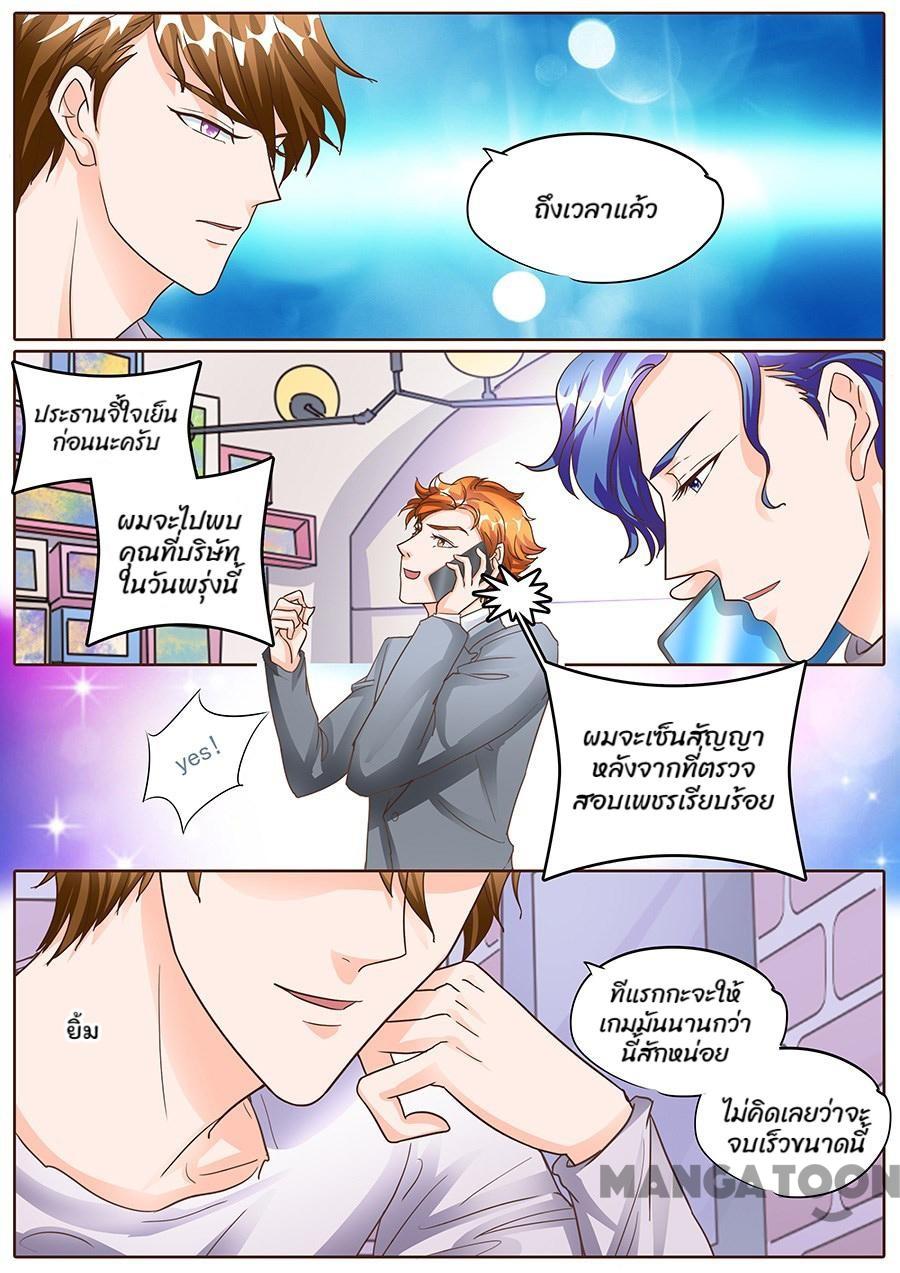 ถึงเวลาแล้ว
ประธานจี้ใจเย็น
ก่อนนะครับ
ผมจะไปพบ
คุณที่บริษัท
ในวันพรุ่งนี้
yes!
ผมจะเซ็นสัญญา
หลังจากที่ตรวจ
สอบเพชรเรียบร้อย
ยิ้ม
ทีแรกกะจะให้
เกมมันนานกว่า
นี้สักหน่อย
ไม่คิดเลยว่าจะ
จบเร็วขนาดนี้
MANGATOON